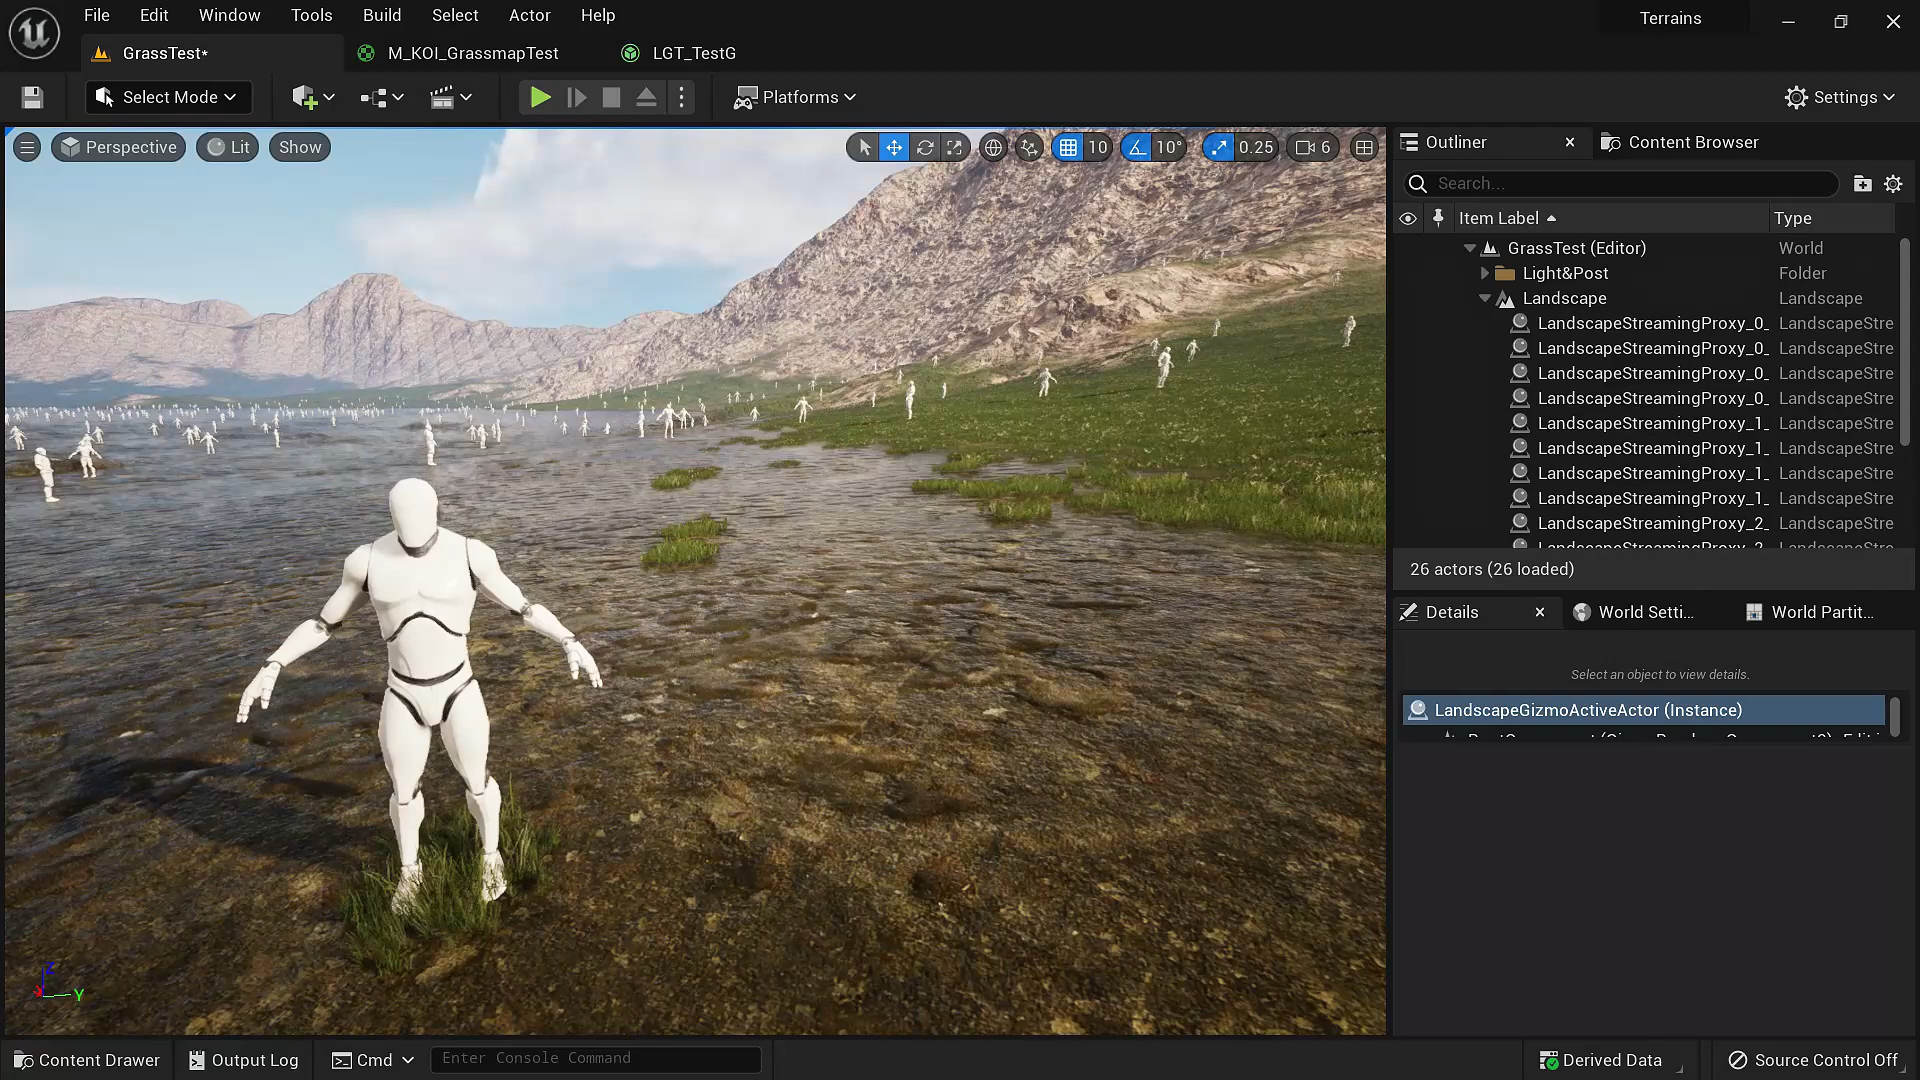 File Edit Window Tools Build Select Actor Help
Terrains
GrassTest* M_KOI_GrassmapTest LGT_TestG
Select Mode Platforms Settings
Perspective Lit Show 10 10° 0.25 6
Outliner Content Browser
Search...
Item Label Type
GrassTest (Editor) World
Light&Post Folder
Landscape Landscape
LandscapeStreamingProxy_0_ LandscapeStre
LandscapeStreamingProxy_0_ LandscapeStre
LandscapeStreamingProxy_0_ LandscapeStre
LandscapeStreamingProxy_0_ LandscapeStre
LandscapeStreamingProxy_1_ LandscapeStre
LandscapeStreamingProxy_1_ LandscapeStre
LandscapeStreamingProxy_1_ LandscapeStre
LandscapeStreamingProxy_1_ LandscapeStre
LandscapeStreamingProxy_2_ LandscapeStre
LandscapeStreamingProxy_2_ LandscapeStre
26 actors (26 loaded)
Details World Setti... World Partit...
Select an object to view details.
LandscapeGizmoActiveActor (Instance)
Z
Y
Content Drawer Output Log Cmd Enter Console Command Derived Data Source Control Off